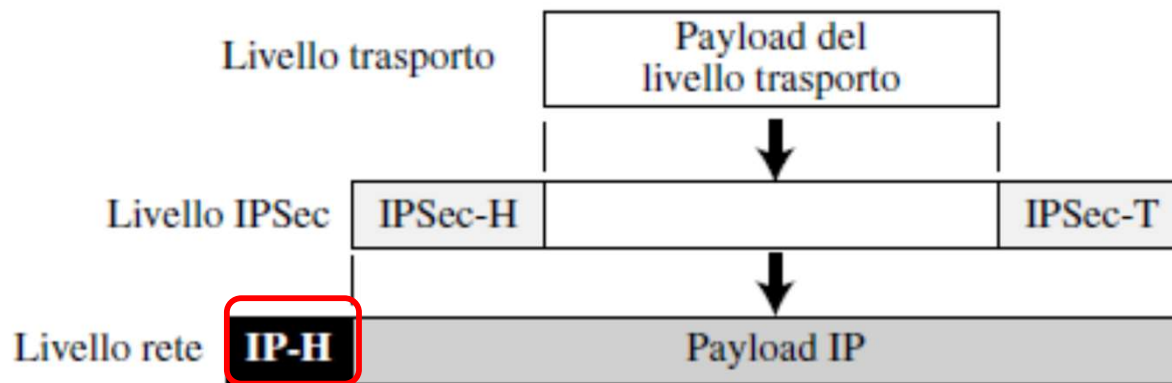 Livello trasporto
Payload del
livello trasporto
Livello IPSec
IPSec-H
IPSec-T
Livello rete
IP-H
Payload IP